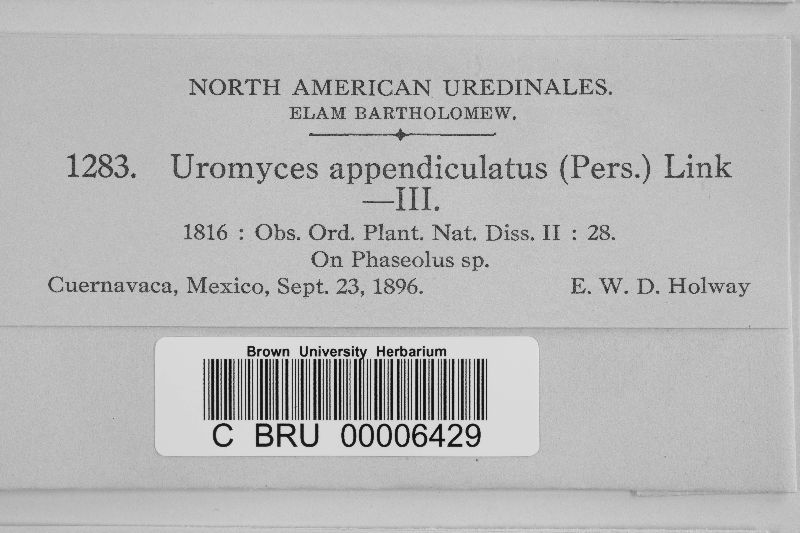 NORTH AMERICAN UREDINALES.
ELAM BARTHOLOMEW.
1283. Uromyces appendiculatus (Pers.) Link
—III.
1816 : Obs. Ord. Plant. Nat. Diss. II : 28.
On Phaseolus sp.
Cuernavaca, Mexico, Sept. 23, 1896. E. W. D. Holway
Brown University Herbarium
C BRU 00006429